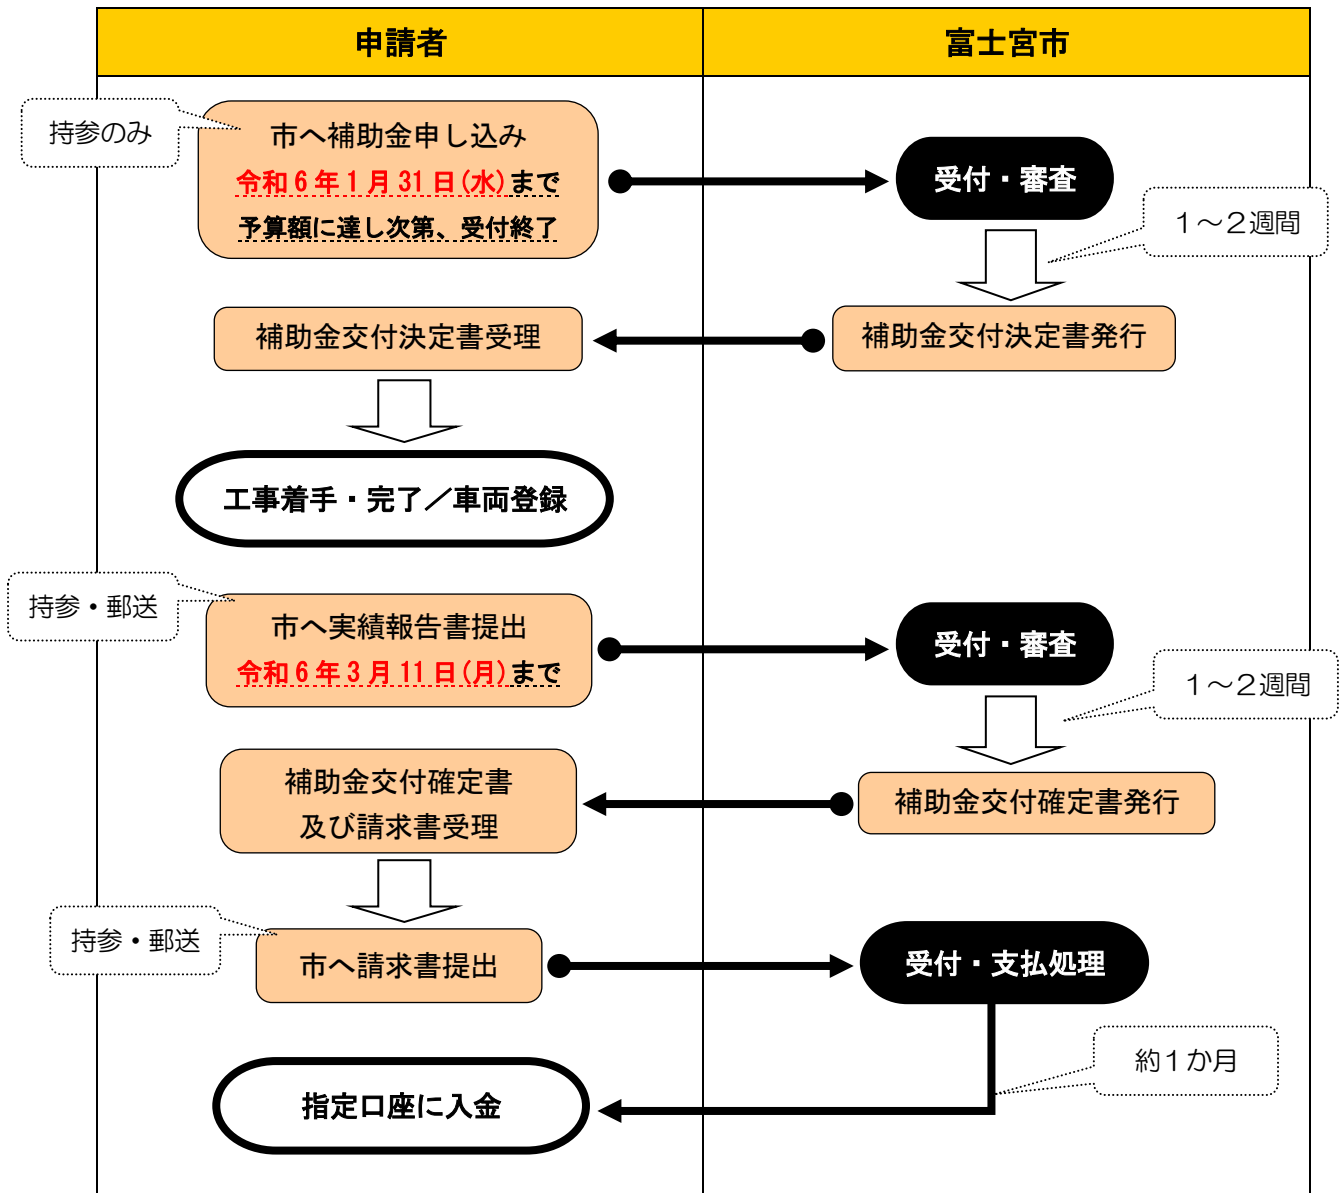 申請者
富士宮市
持参のみ
市へ補助金申し込み
令和6年1月31日(水)まで
予算額に達し次第、受付終了
受付・審査
1～2週間
補助金交付決定書受理
補助金交付決定書発行
工事着手・完了／車両登録
持参・郵送
市へ実績報告書提出
令和6年3月11日(月)まで
受付・審査
1～2週間
補助金交付確定書
及び請求書受理
補助金交付確定書発行
持参・郵送
市へ請求書提出
受付・支払処理
約1か月
指定口座に入金